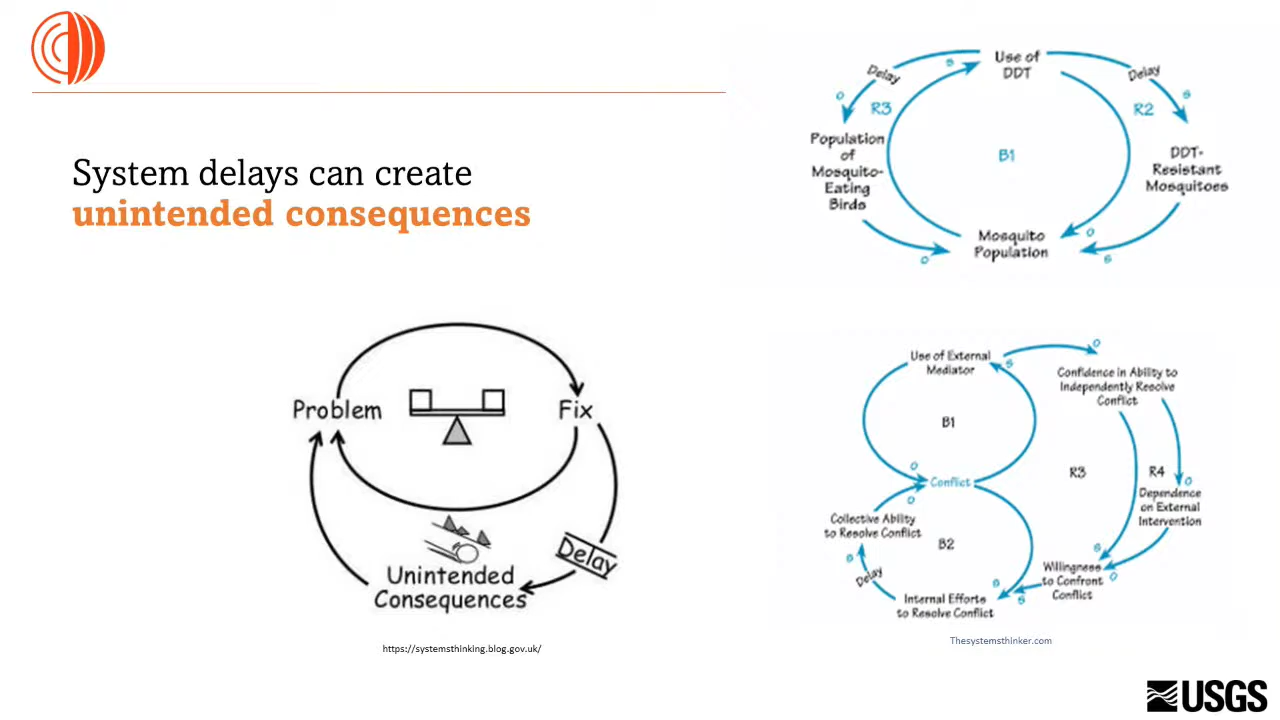 System delays can create
unintended consequences
Use of
DDT
Delay
Delay
s
o
s
R3
R2
B1
Population
of
Mosquito-
Eating
Birds
DDT-
Resistant
Mosquitoes
Mosquito
Population
o
o
s
Problem
Fix
Delay
Unintended
Consequences
https://systemsthinking.blog.gov.uk/
Use of External
Mediator
s
o
Confidence in Ability to
Independently Resolve
Conflict
B1
R3
R4
o
Conflict
o
o
Dependence
on External
Intervention
Collective Ability
to Resolve Conflict
B2
s
s
Willingness
to Confront
Conflict
o
Delay
s
s
Internal Efforts
to Resolve Conflict
Thesystemsthinker.com
USGS